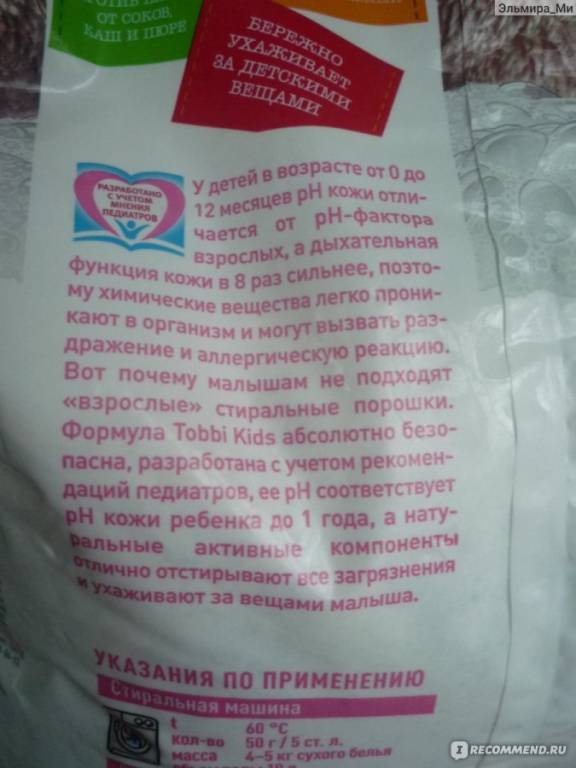 Эльмира_Ми
ОТ СОКОВ,
КАШ И ПЮРЕ
БЕРЕЖНО
УХАЖИВАЕТ
ЗА ДЕТСКИМИ
ВЕЩАМИ
РАЗРАБОТАНО
С УЧЕТОМ
МНЕНИЯ
ПЕДИАТРОВ
У детей в возрасте от 0 до
12 месяцев pH кожи отли-
чается от pH-фактора
взрослых, а дыхательная
функция кожи в 8 раз сильнее, поэто-
му химические вещества легко прони-
кают в организм и могут вызвать раз-
дражение и аллергическую реакцию.
Вот почему малышам не подходят
«взрослые» стиральные порошки.
Формула Tobbi Kids абсолютно безо-
пасна, разработана с учетом рекомен-
даций педиатров, ее pH соответствует
pH кожи ребенка до 1 года, а нату-
ральные активные компоненты
отлично отстирывают все загрязнения
и ухаживают за вещами малыша.
УКАЗАНИЯ ПО ПРИМЕНЕНИЮ
Стиральная машина
t 60 °C
кол-во 50 г / 5 ст. л.
масса 4–5 кг сухого белья
IRECOMMEND.RU